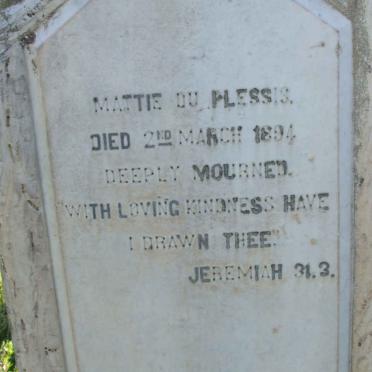 MATTIE DU PLESSIS.
DIED 2ND MARCH 1894
DEEPLY MOURNED.
"WITH LOVING KINDNESS HAVE
I DRAWN THEE."
JEREMIAH 31.3.